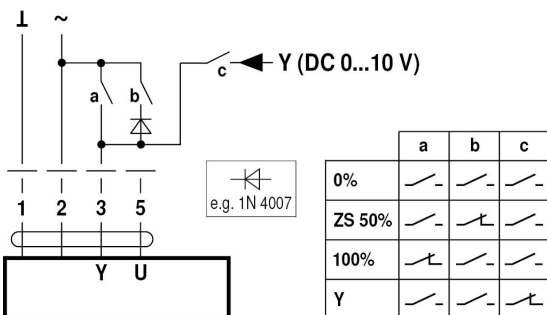 ⊥ ~
a b c Y (DC 0...10 V)
e.g. 1N 4007
1 2 3 5
Y U
a b c
0%
ZS 50%
100%
Y